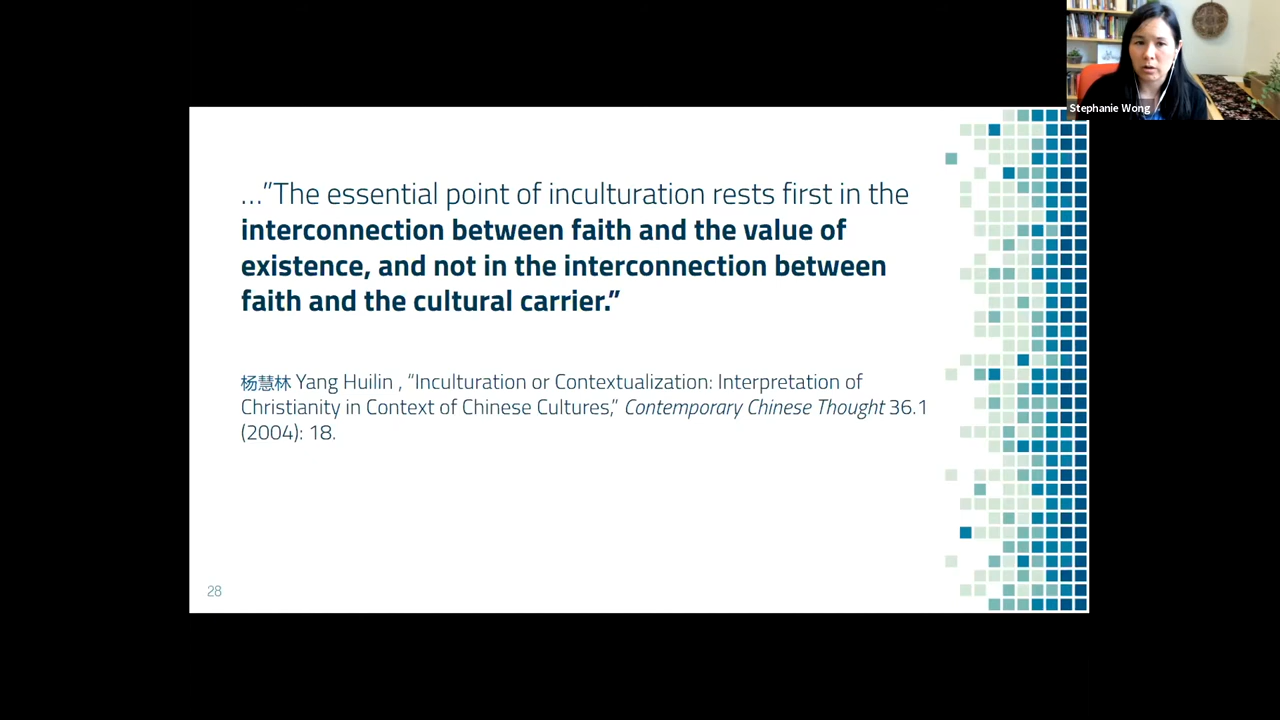 Stephanie Wong
...”The essential point of inculturation rests first in the
interconnection between faith and the value of
existence, and not in the interconnection between
faith and the cultural carrier.”
杨慧林 Yang Huilin , “Inculturation or Contextualization: Interpretation of
Christianity in Context of Chinese Cultures,” Contemporary Chinese Thought 36.1
(2004): 18.
28